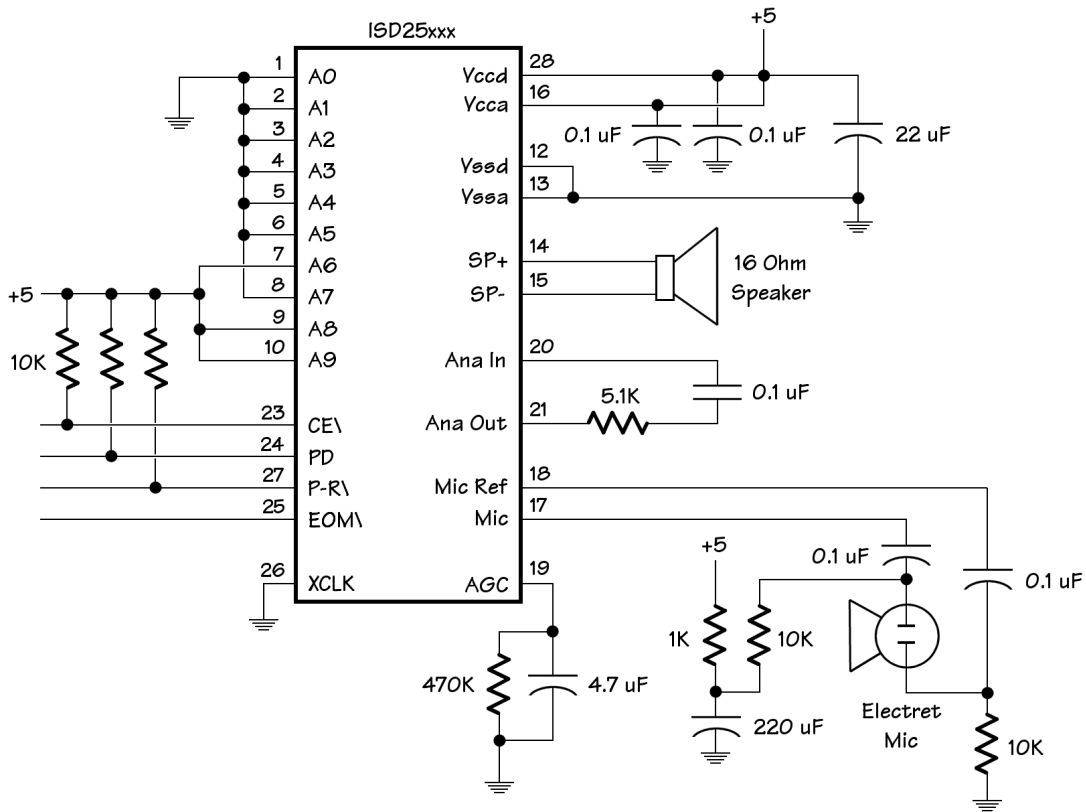 ISD25xxx
+5
1 A0
2 A1
3 A2
4 A3
5 A4
6 A5
7 A6
8 A7
9 A8
10 A9
+5
10K
23 CE\
24 PD
27 P-R\
25 EOM\
26 XCLK
Vccd 28
Vcca 16
0.1 uF
0.1 uF
22 uF
Vssd 12
Vssa 13
SP+ 14
SP- 15
16 Ohm
Speaker
Ana In 20
0.1 uF
5.1K
Ana Out 21
Mic Ref 18
Mic 17
AGC 19
+5
0.1 uF
0.1 uF
1K
10K
470K
4.7 uF
220 uF
Electret
Mic
10K